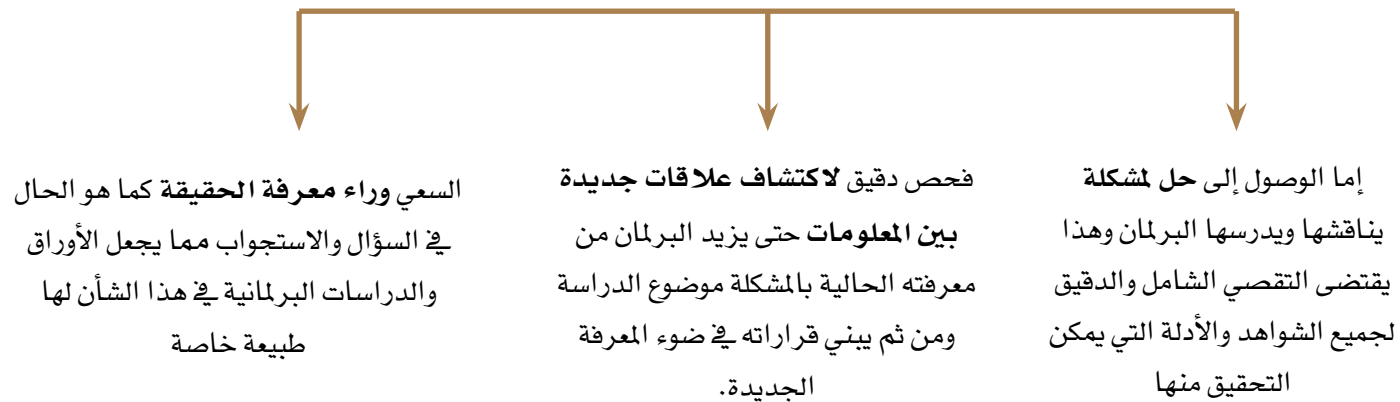 إما الوصول إلى حل لمشكلة
يناقشها ويدرسها البرلمان وهذا
يقتضى التقصي الشامل والدقيق
لجميع الشواهد والأدلة التي يمكن
التحقيق منها
فحص دقيق لاكتشاف علاقات جديدة
بين المعلومات حتى يزيد البرلمان من
معرفته الحالية بالمشكلة موضوع الدراسة
ومن ثم يبني قراراته في ضوء المعرفة
الجديدة.
السعي وراء معرفة الحقيقة كما هو الحال
في السؤال والاستجواب مما يجعل الأوراق
والدراسات البرلمانية في هذا الشأن لها
طبيعة خاصة